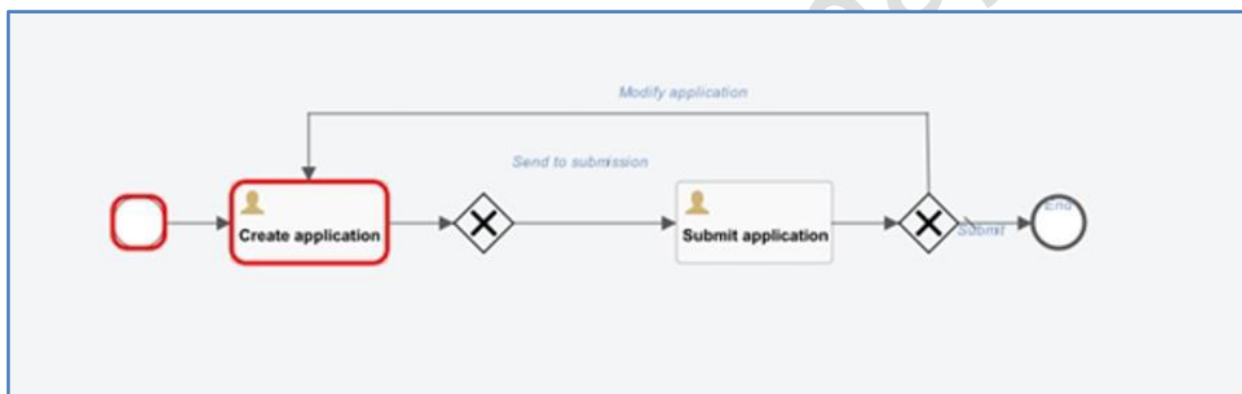 Modify application
Send to submission
Create application
Submit application
End
Submit